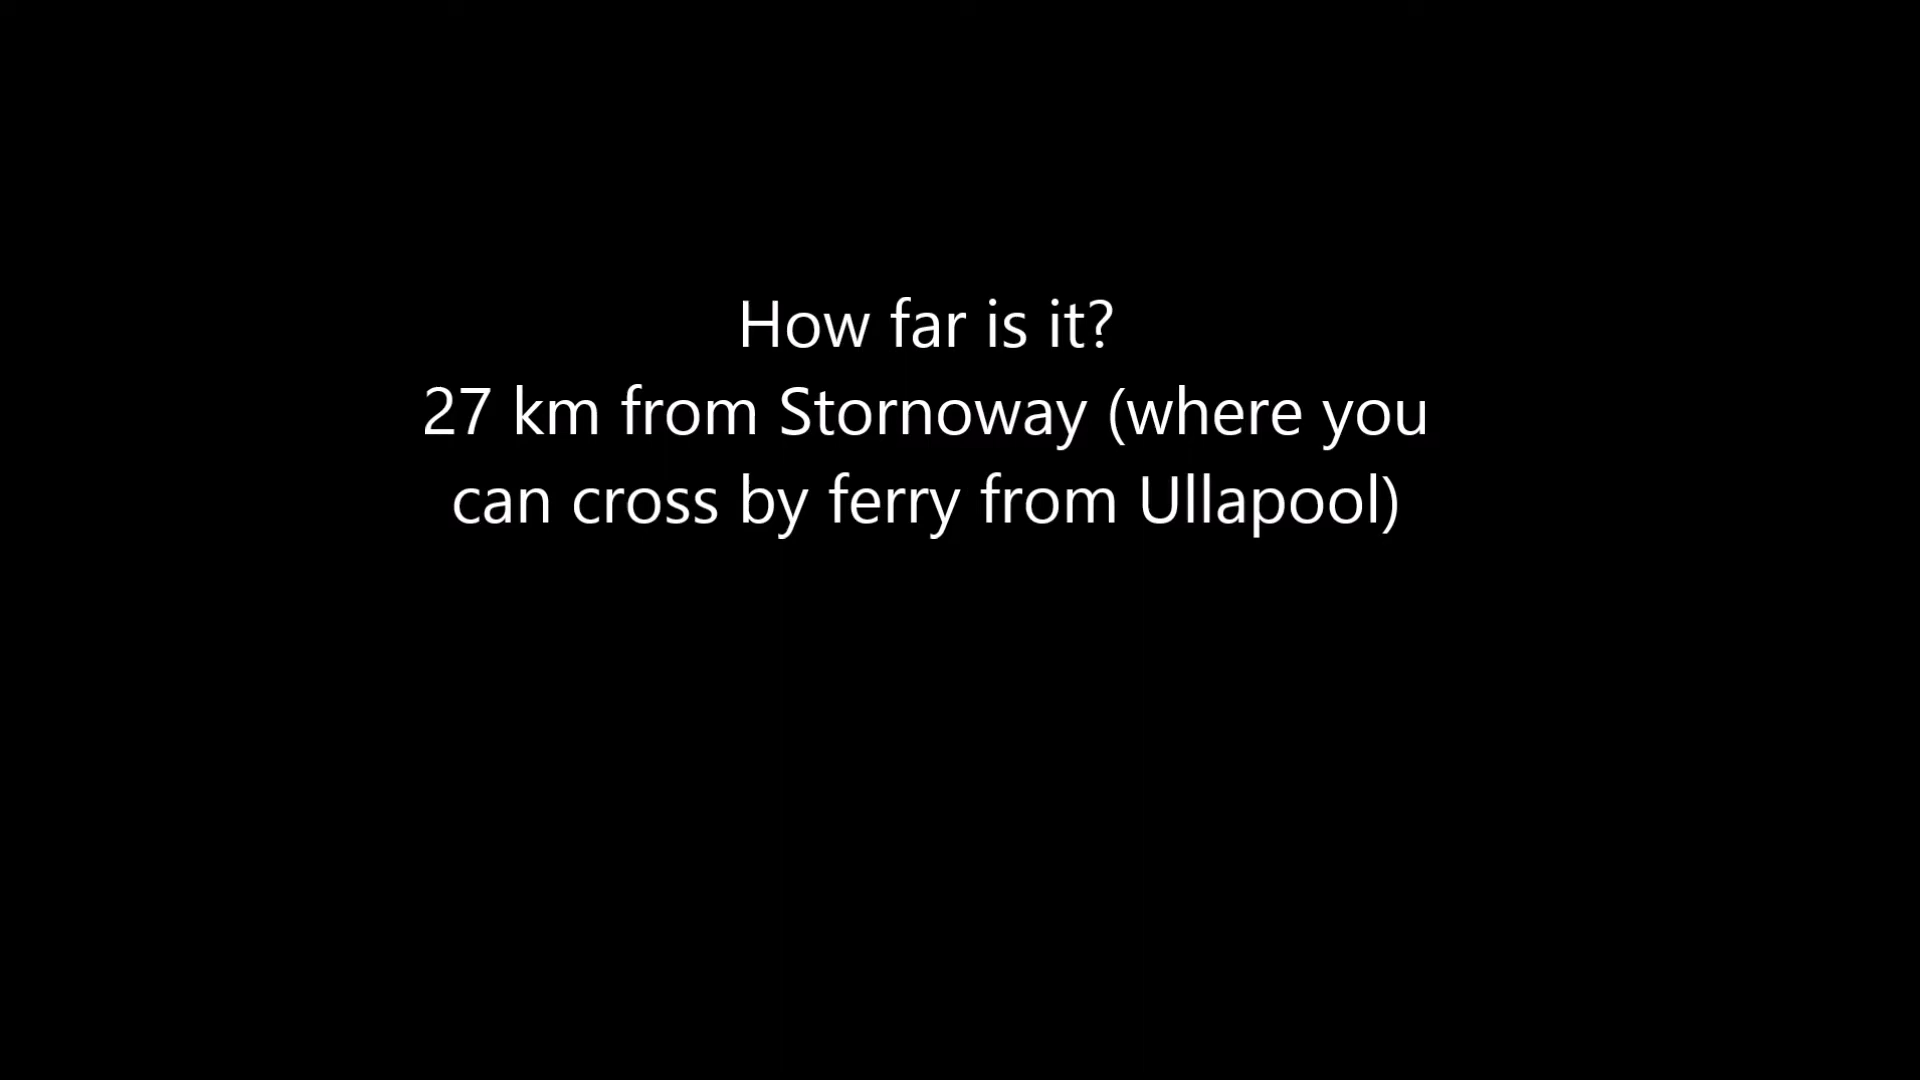 How far is it?
27 km from Stornoway (where you
can cross by ferry from Ullapool)